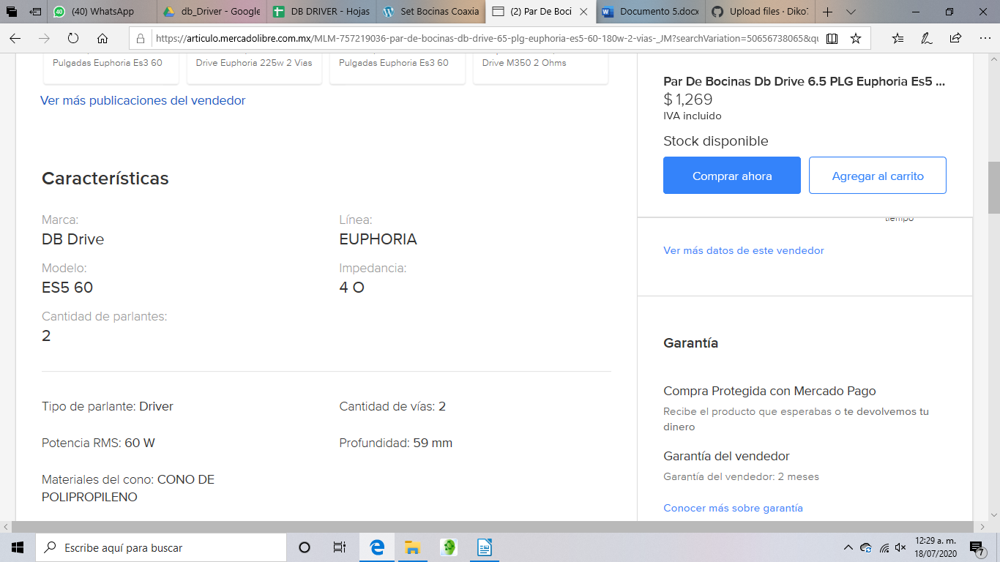 (40) WhatsApp
db_Driver - Google
DB DRIVER - Hojas
Set Bocinas Coaxia
(2) Par De Boci
Documento 5.docx
Upload files · Diko7
https://articulo.mercadolibre.com.mx/MLM-757219036-par-de-bocinas-db-drive-65-plg-euphoria-es5-60-180w-2-vias-_JM?searchVariation=50656738065&qu
Pulgadas Euphoria Es3 60
Drive Euphoria 225w 2 Vias
Pulgadas Euphoria Es3 60
Drive M350 2 Ohms
Ver más publicaciones del vendedor
Características
Marca:
DB Drive
Línea:
EUPHORIA
Modelo:
ES5 60
Impedancia:
4 O
Cantidad de parlantes:
2
Tipo de parlante: Driver
Cantidad de vías: 2
Potencia RMS: 60 W
Profundidad: 59 mm
Materiales del cono: CONO DE
POLIPROPILENO
Par De Bocinas Db Drive 6.5 PLG Euphoria Es5 ...
$ 1,269
IVA incluido
Stock disponible
Comprar ahora
Agregar al carrito
tiempo
Ver más datos de este vendedor
Garantía
Compra Protegida con Mercado Pago
Recibe el producto que esperabas o te devolvemos tu
dinero
Garantía del vendedor
Garantía del vendedor: 2 meses
Conocer más sobre garantía
Escribe aquí para buscar
12:29 a. m.
18/07/2020
7